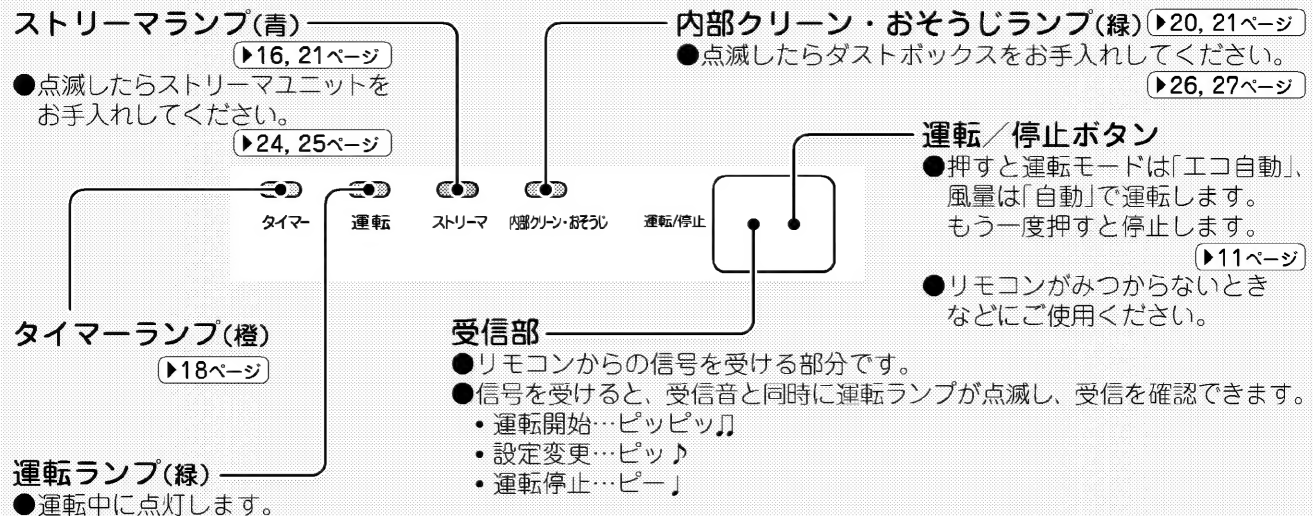 ストリーマランプ(青)
▶16, 21ページ
●点滅したらストリーマユニットを
お手入れしてください。
▶24, 25ページ
内部クリーン・おそうじランプ(緑) ▶20, 21ページ
●点滅したらダストボックスをお手入れしてください。
▶26, 27ページ
運転／停止ボタン
●押すと運転モードは「エコ自動」、
風量は「自動」で運転します。
もう一度押すと停止します。
▶11ページ
●リモコンがみつからないとき
などにご使用ください。
タイマー 運転 ストリーマ 内部クリーン・おそうじ 運転/停止
タイマーランプ(橙)
▶18ページ
運転ランプ(緑)
●運転中に点灯します。
受信部
●リモコンからの信号を受ける部分です。
●信号を受けると、受信音と同時に運転ランプが点滅し、受信を確認できます。
• 運転開始…ピッピッ♫
• 設定変更…ピッ♪
• 運転停止…ピー♩